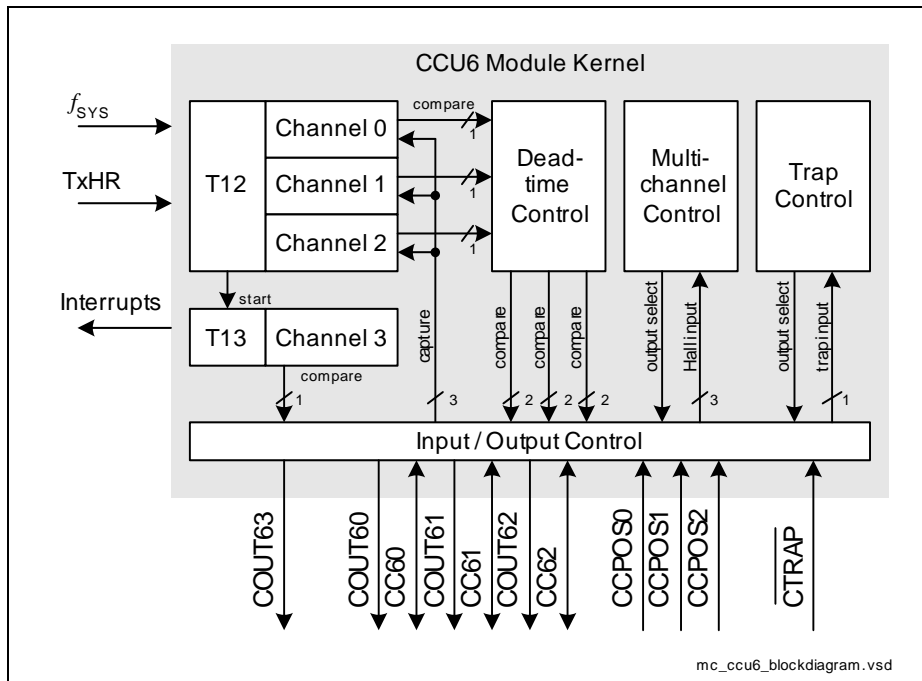 CCU6 Module Kernel
fSYS
TxHR
Interrupts
T12
Channel 0
Channel 1
Channel 2
compare
1
1
1
Dead-
time
Control
Multi-
channel
Control
Trap
Control
start
T13
Channel 3
compare
1
capture
3
compare
2
compare
2
compare
2
output select
Hall input
3
output select
trap input
1
Input / Output Control
COUT63
COUT60
CC60
COUT61
CC61
COUT62
CC62
CCPOS0
CCPOS1
CCPOS2
CTRAP
mc_ccu6_blockdiagram.vsd